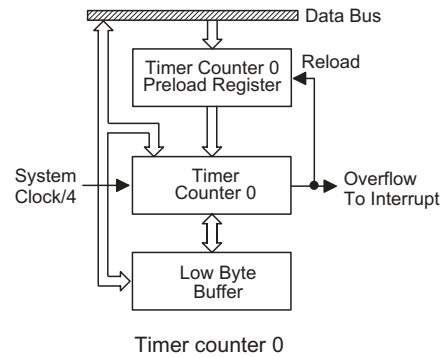 Data Bus
Timer Counter 0
Preload Register
Reload
System
Clock/4
Timer
Counter 0
Overflow
To Interrupt
Low Byte
Buffer
Timer counter 0